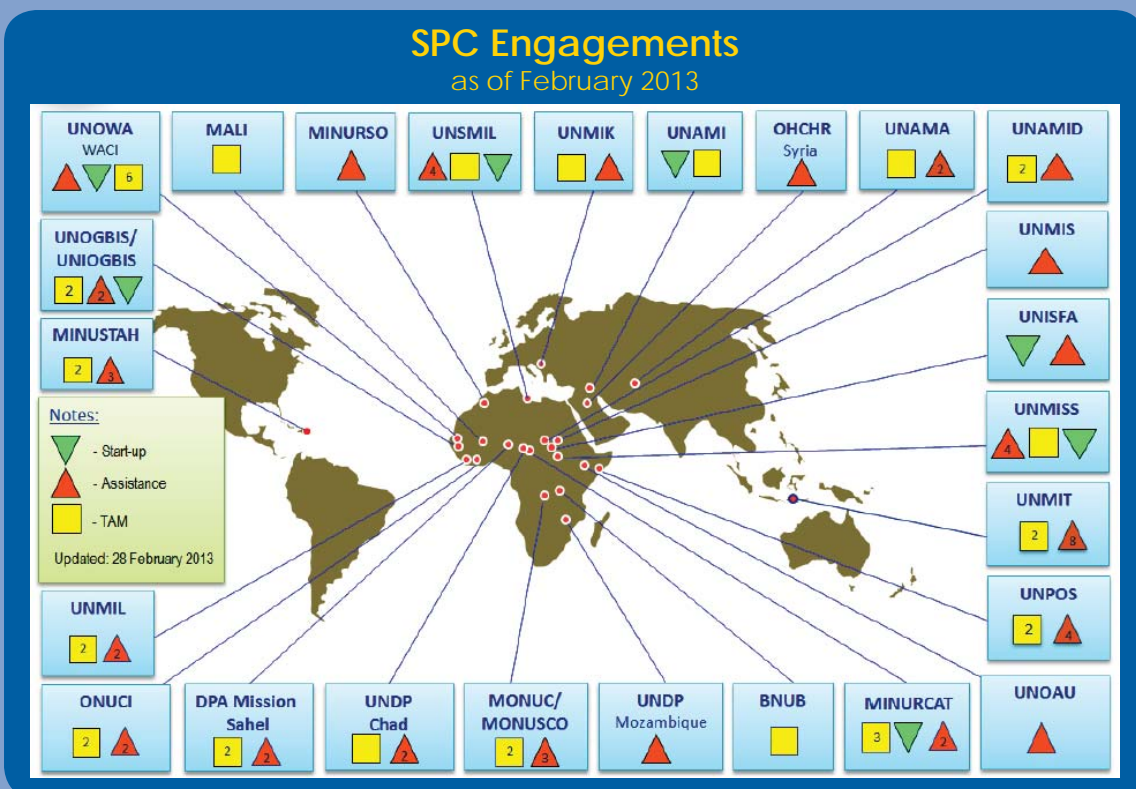 SPC Engagements
as of February 2013
UNOWA
WACI
6
MALI
MINURSO
UNSMIL
4
UNMIK
UNAMI
OHCHR
Syria
UNAMA
2
UNAMID
2
UNOGBIS/
UNIOGBIS
2 2
MINUSTAH
2 3
UNMIS
UNISFA
UNMISS
4
UNMIT
2 8
UNPOS
2 4
Notes:
- Start-up
- Assistance
- TAM
Updated: 28 February 2013
UNMIL
2 2
ONUCI
2 2
DPA Mission
Sahel
2 2
UNDP
Chad
2
MONUC/
MONUSCO
2 3
UNDP
Mozambique
BNUB
MINURCAT
3 2
UNOAU